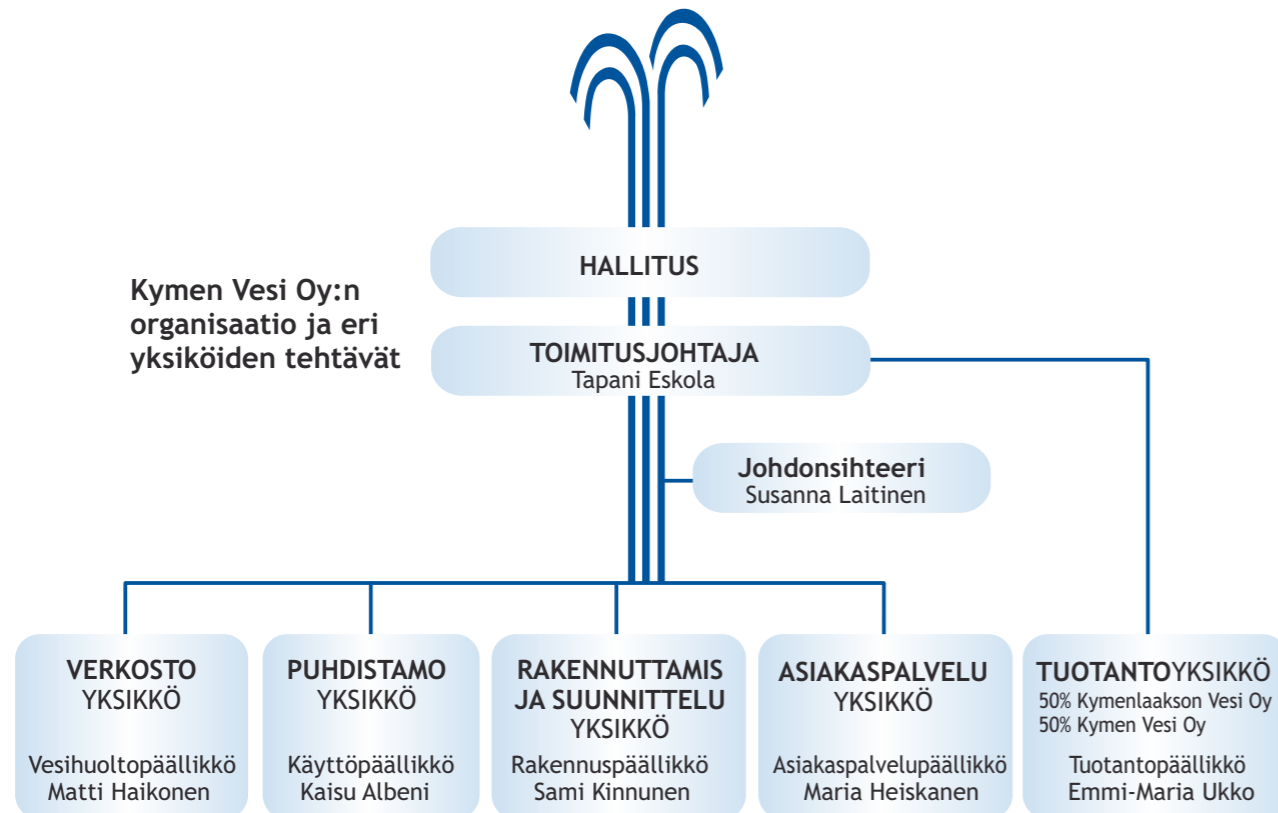 HALLITUS
Kymen Vesi Oy:n
organisaatio ja eri
yksiköiden tehtävät
TOIMITUSJOHTAJA
Tapani Eskola
Johdonsihteeri
Susanna Laitinen
VERKOSTO
YKSIKKÖ
Vesihuoltopäällikkö
Matti Haikonen
PUHDISTAMO
YKSIKKÖ
Käyttöpäällikkö
Kaisu Albeni
RAKENNUTTAMIS
JA SUUNNITTELU
YKSIKKÖ
Rakennuspäällikkö
Sami Kinnunen
ASIAKASPALVELU
YKSIKKÖ
Asiakaspalvelupäällikkö
Maria Heiskanen
TUOTANTOYKSIKKÖ
50% Kymenlaakson Vesi Oy
50% Kymen Vesi Oy
Tuotantopäällikkö
Emmi-Maria Ukko